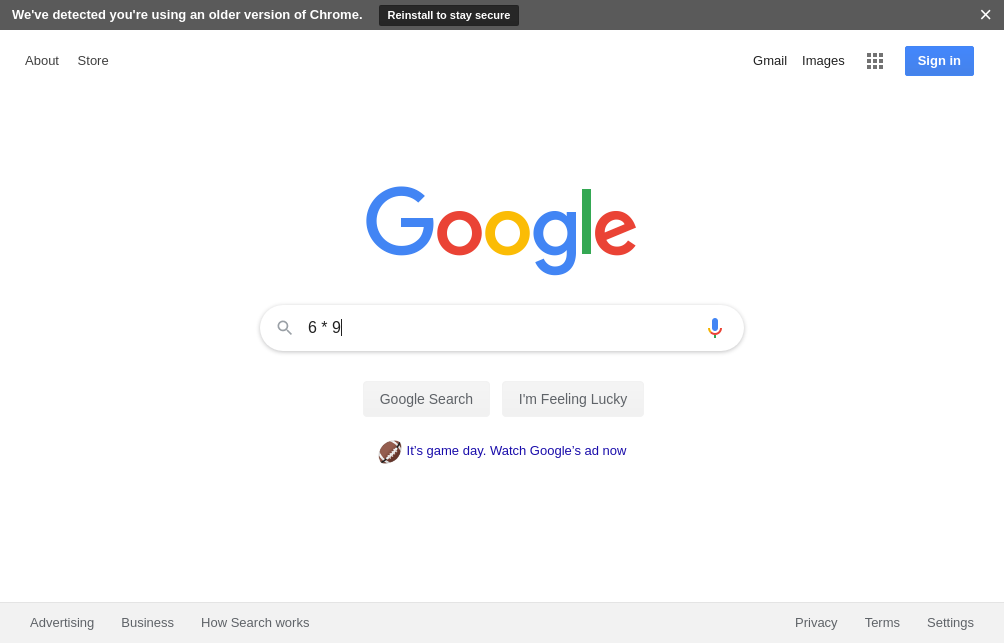 We've detected you're using an older version of Chrome. Reinstall to stay secure ×
About Store Gmail Images Sign in
Google
6 * 9
Google Search I'm Feeling Lucky
It’s game day. Watch Google’s ad now
Advertising Business How Search works Privacy Terms Settings